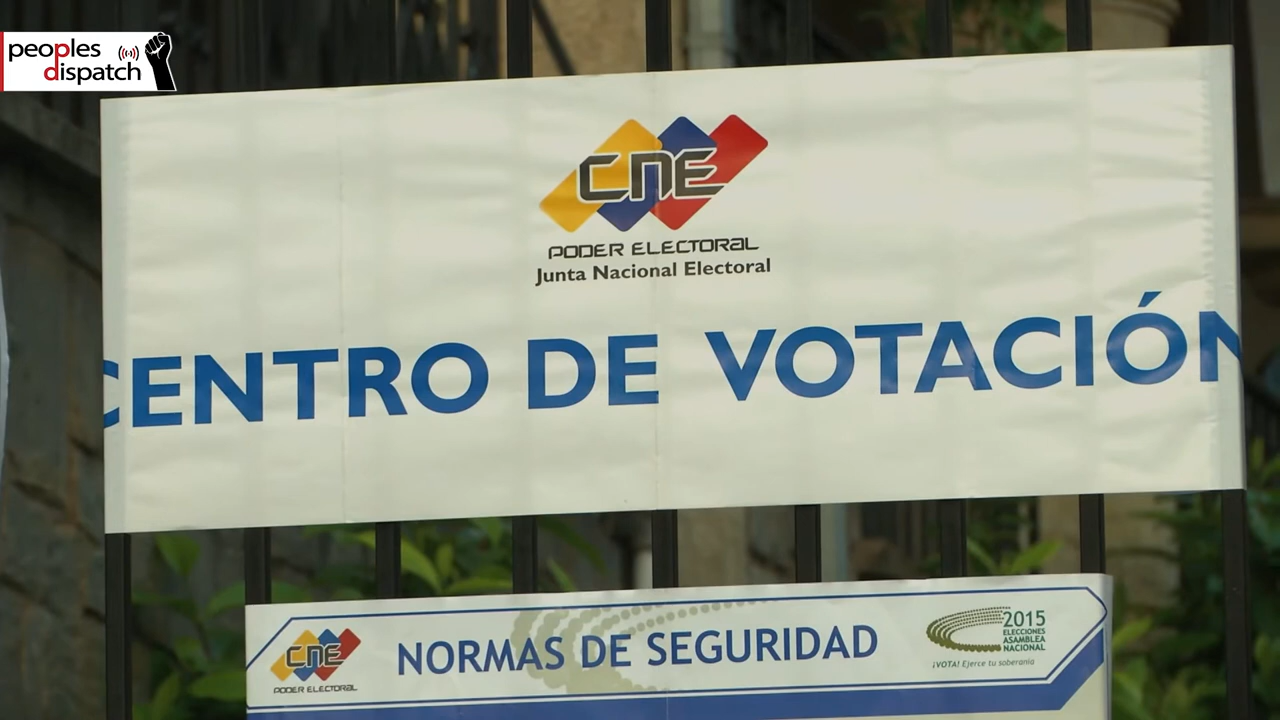 peoples
dispatch
CNE
PODER ELECTORAL
Junta Nacional Electoral
CENTRO DE VOTACIÓN
CNE
PODER ELECTORAL
NORMAS DE SEGURIDAD
2015
ELECCIONES
ASAMBLEA
NACIONAL
¡VOTA! Ejerce tu soberanía